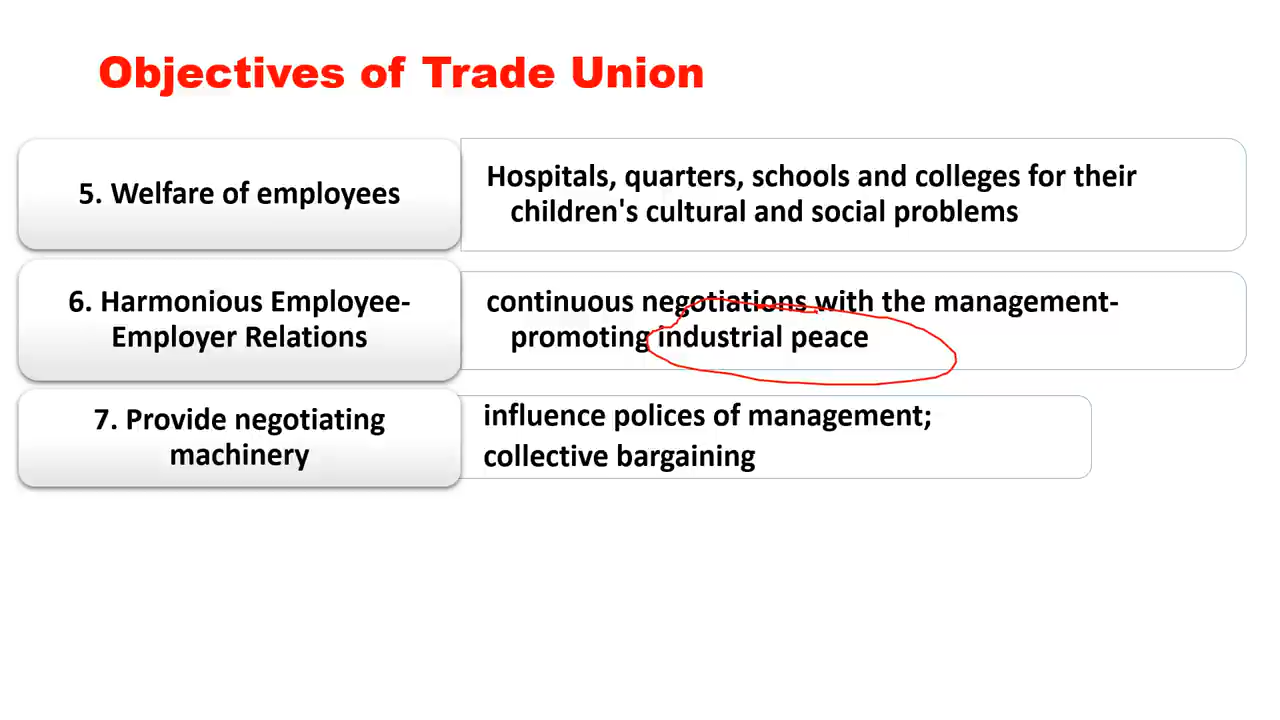 Objectives of Trade Union
5. Welfare of employees
Hospitals, quarters, schools and colleges for their
children's cultural and social problems
6. Harmonious Employee-
Employer Relations
continuous negotiations with the management-
promoting industrial peace
7. Provide negotiating
machinery
influence polices of management;
collective bargaining